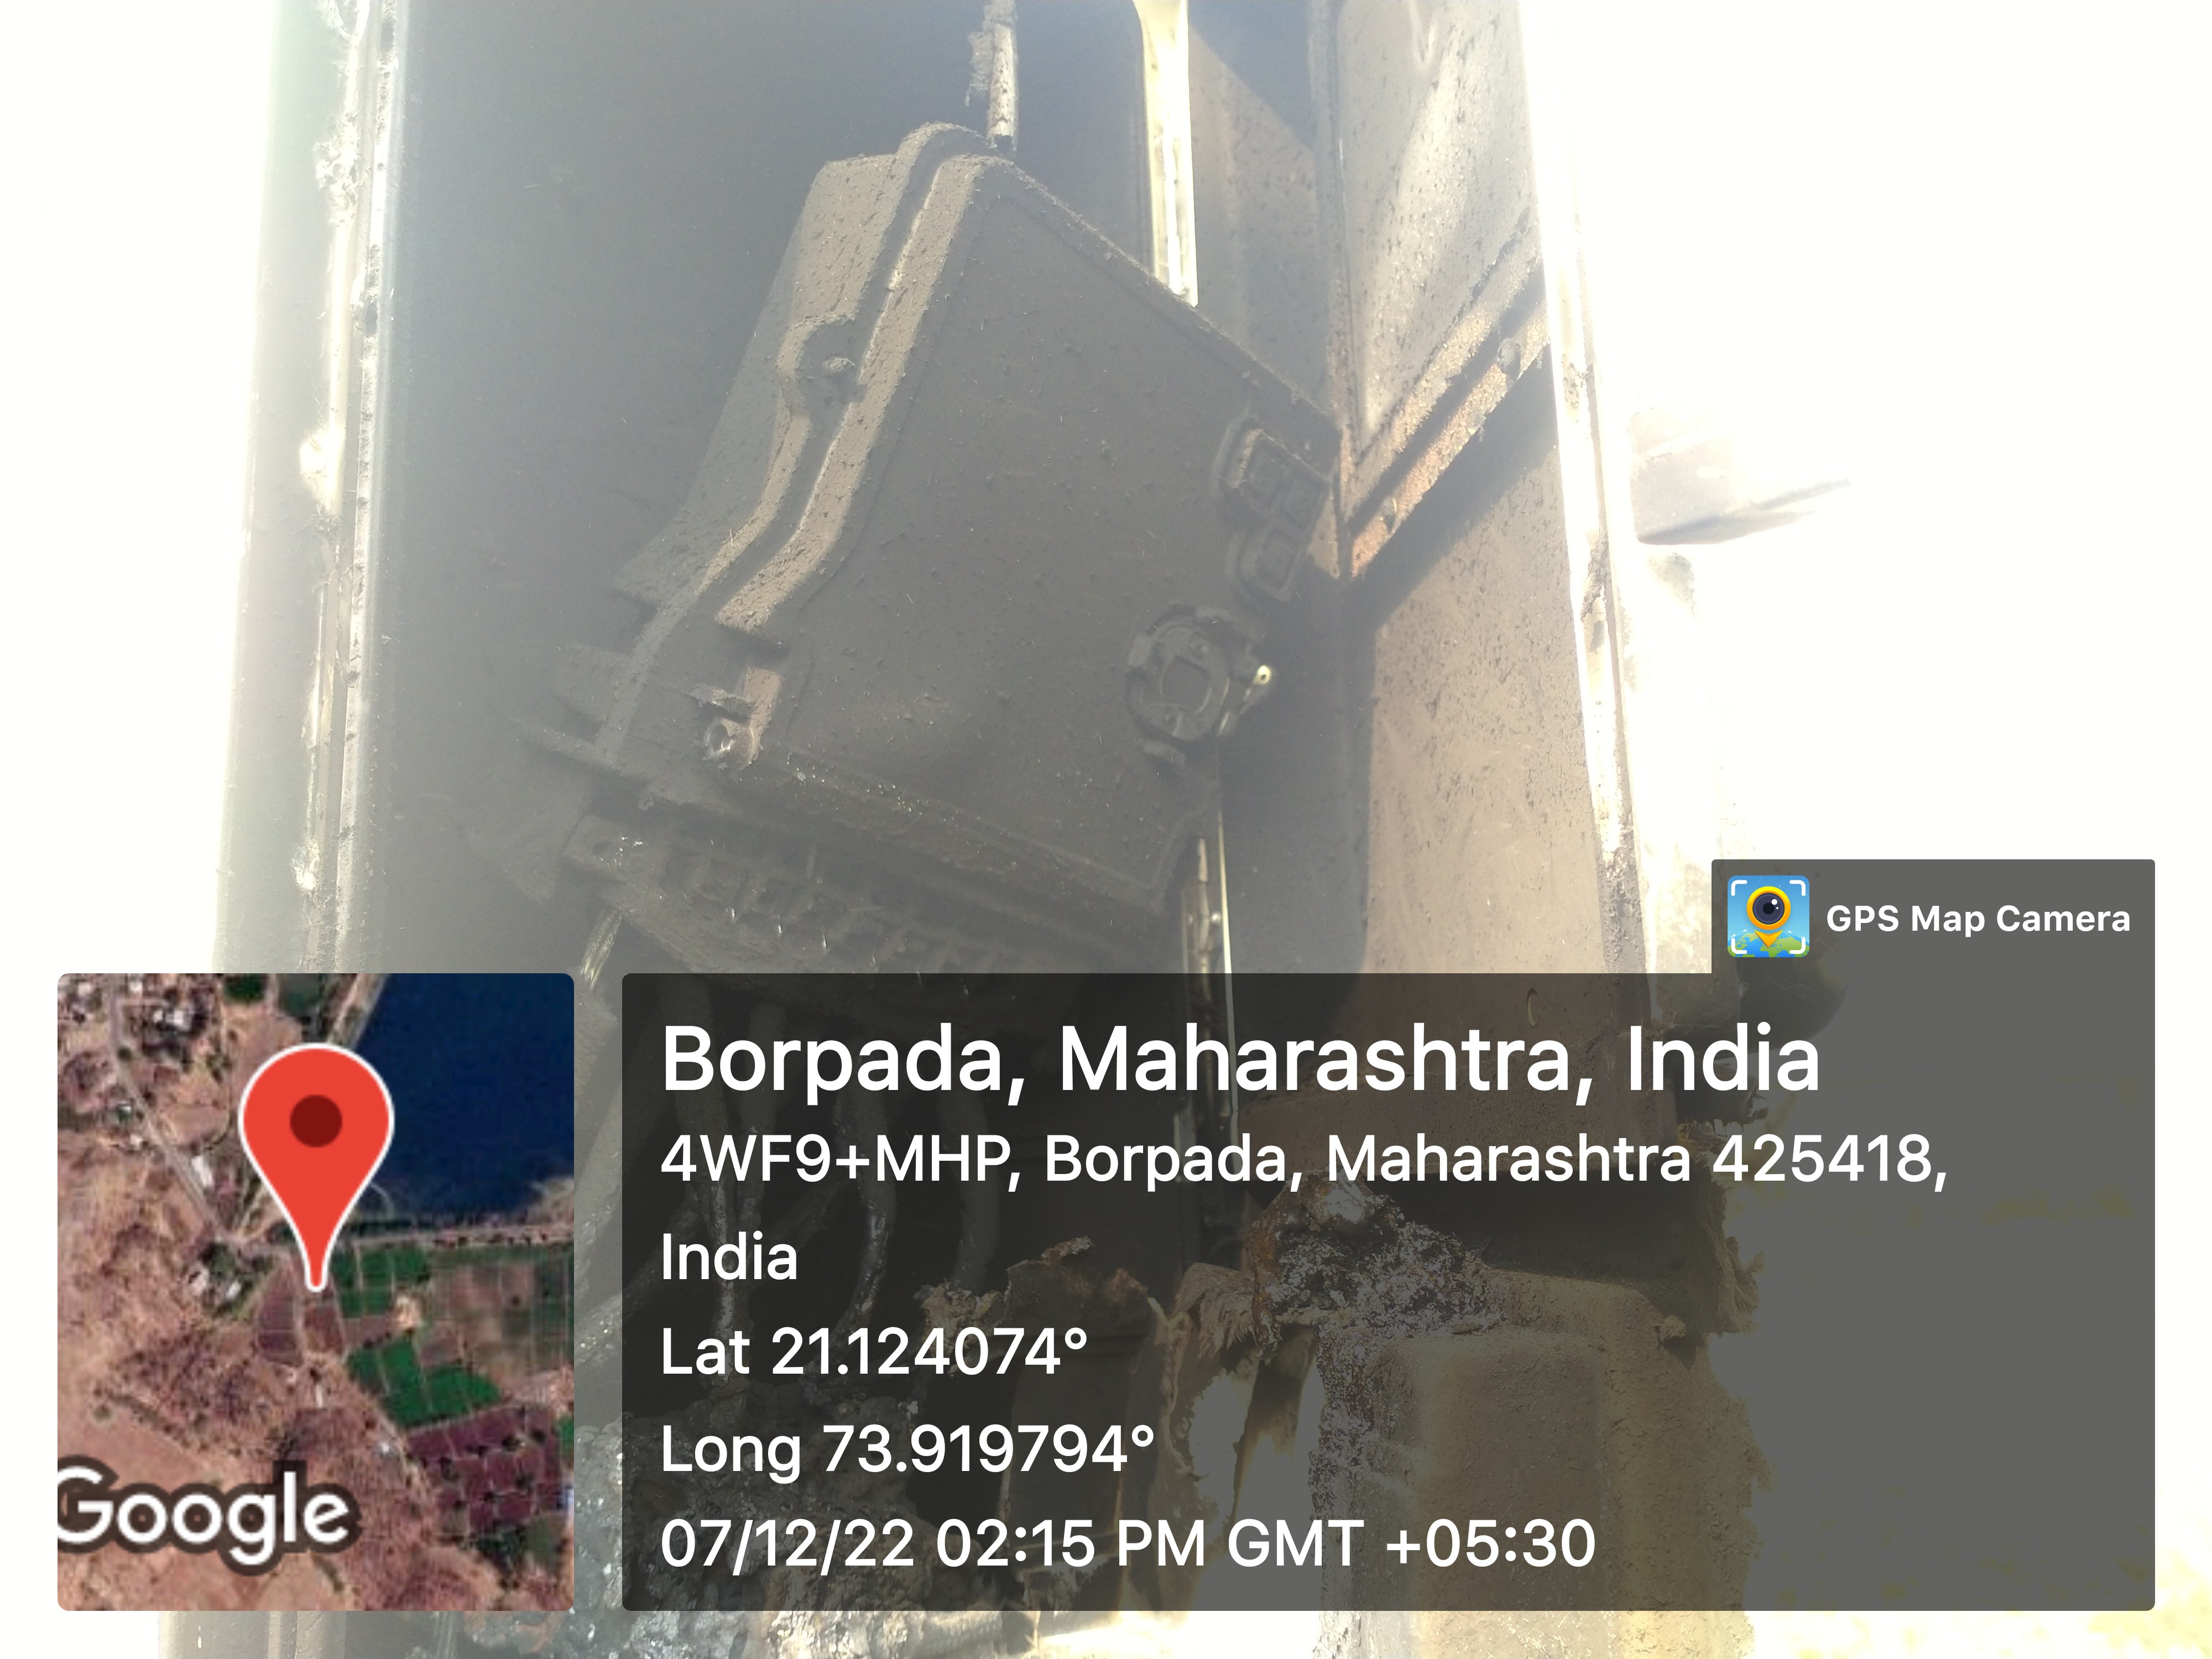 GPS Map Camera
Borpada, Maharashtra, India
4WF9+MHP, Borpada, Maharashtra 425418,
India
Lat 21.124074°
Long 73.919794°
07/12/22 02:15 PM GMT +05:30
Google